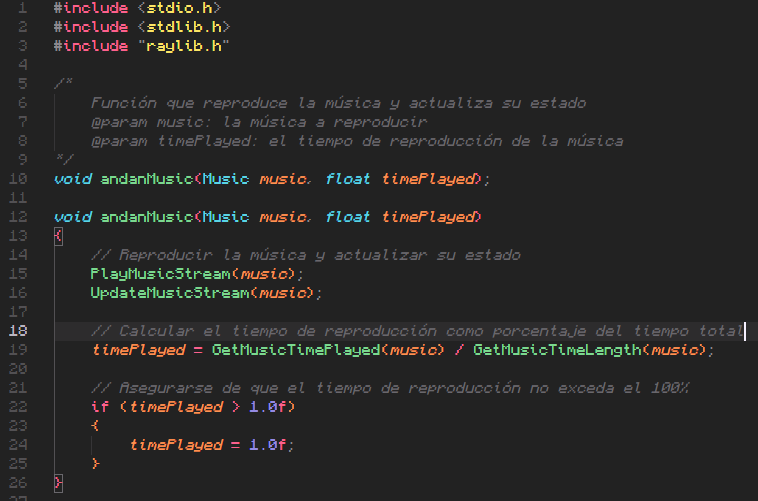 1 #include <stdio.h>
2 #include <stdlib.h>
3 #include "raylib.h"
4
5 /*
6 Función que reproduce la música y actualiza su estado
7 @param music: la música a reproducir
8 @param timePlayed: el tiempo de reproducción de la música
9 */
10 void andanMusic(Music music, float timePlayed);
11
12 void andanMusic(Music music, float timePlayed)
13 {
14 // Reproducir la música y actualizar su estado
15 PlayMusicStream(music);
16 UpdateMusicStream(music);
17
18 // Calcular el tiempo de reproducción como porcentaje del tiempo total
19 timePlayed = GetMusicTimePlayed(music) / GetMusicTimeLength(music);
20
21 // Asegurarse de que el tiempo de reproducción no exceda el 100%
22 if (timePlayed > 1.0f)
23 {
24 timePlayed = 1.0f;
25 }
26 }